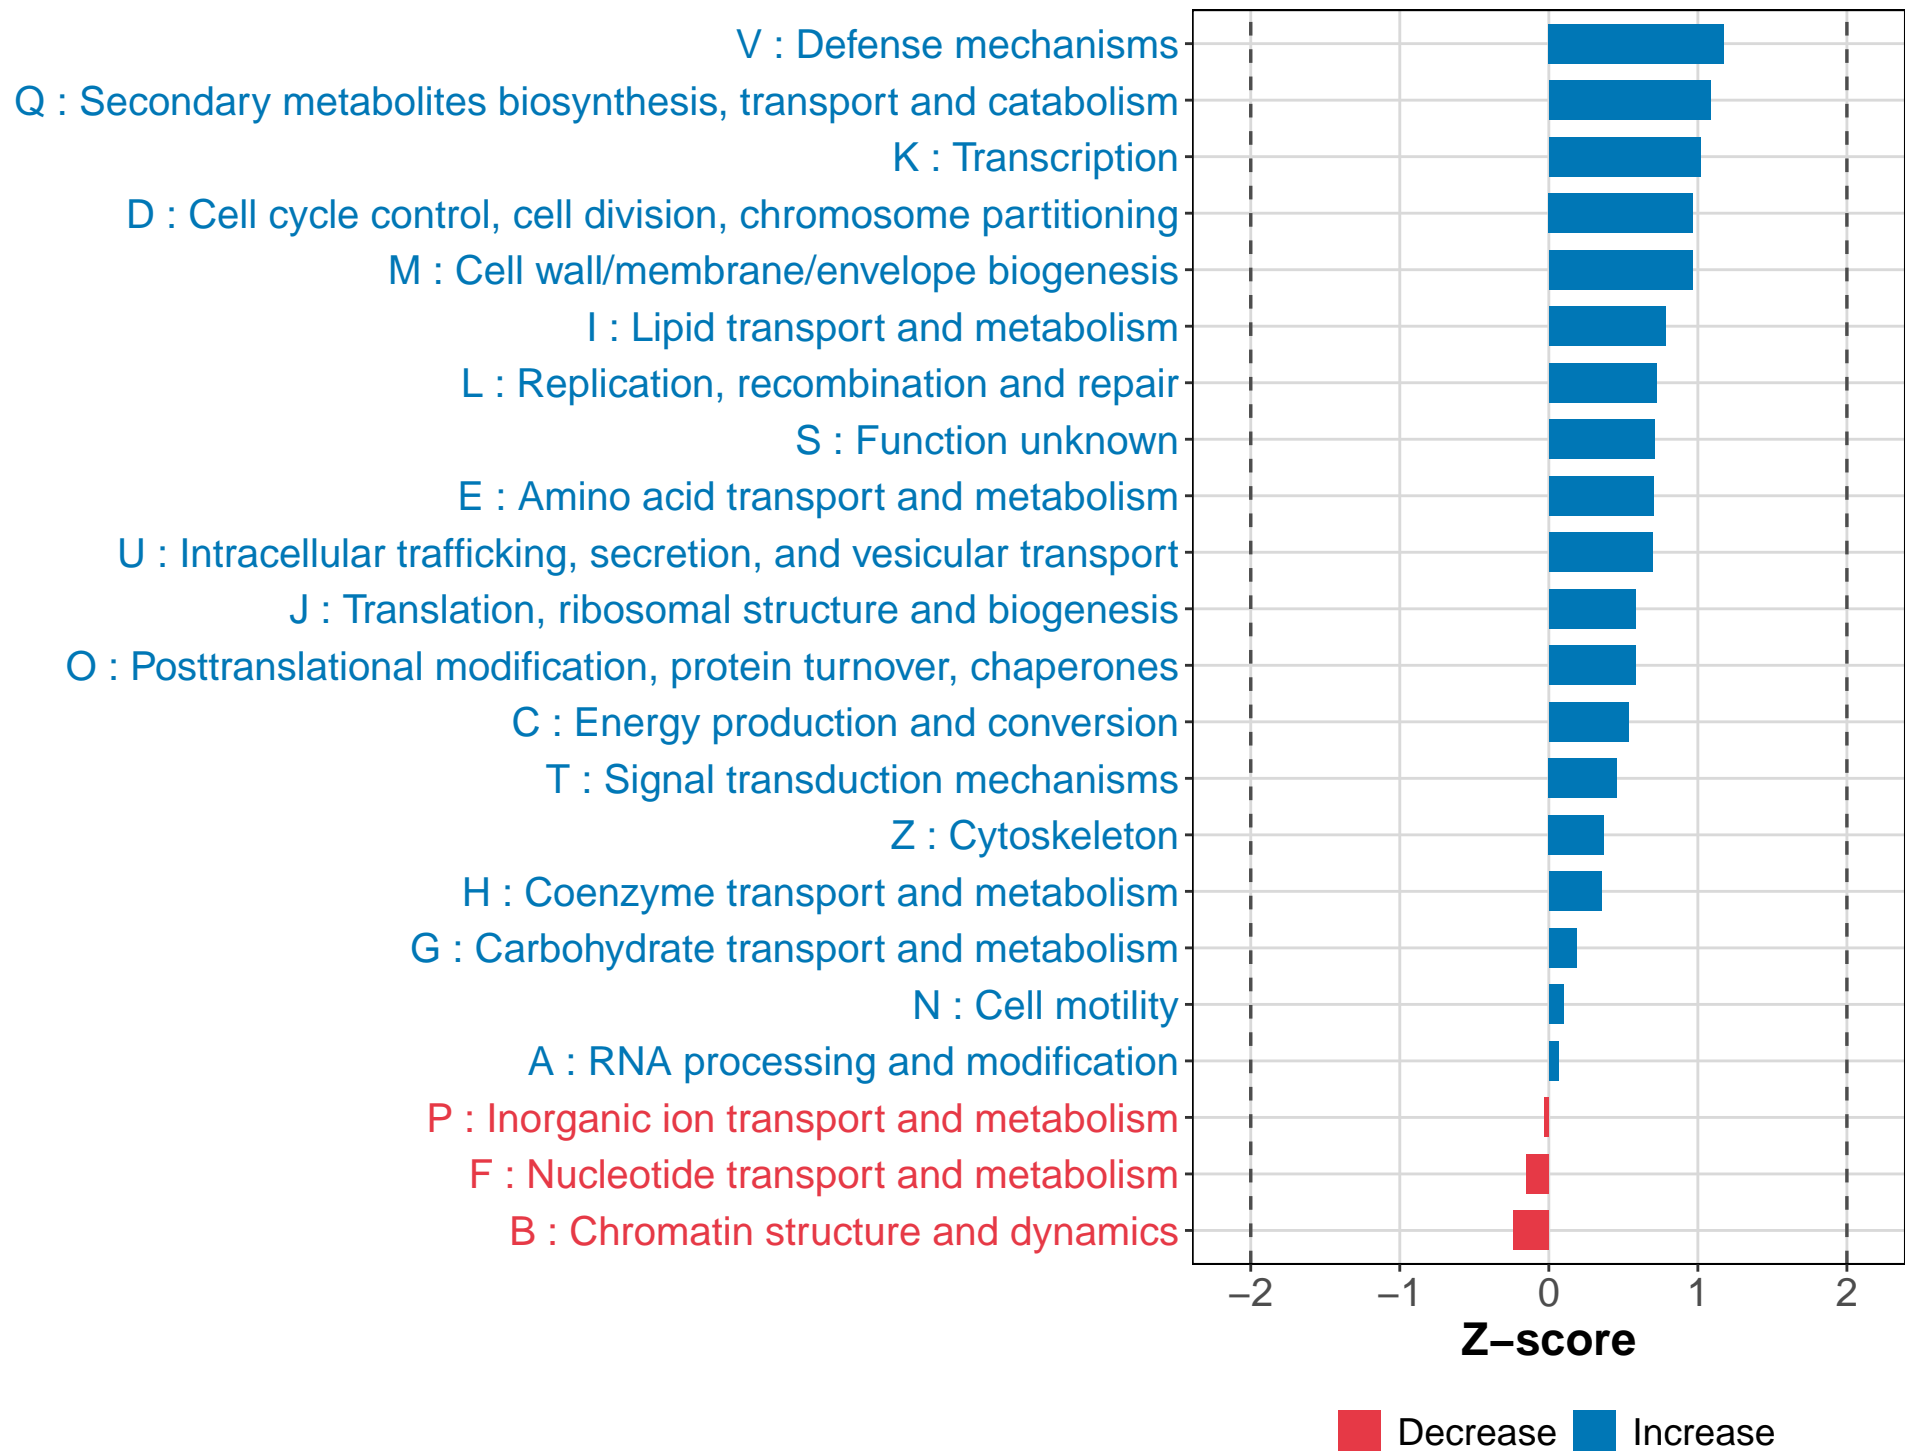 V : Defense mechanisms
Q : Secondary metabolites biosynthesis, transport and catabolism
K : Transcription
D : Cell cycle control, cell division, chromosome partitioning
M : Cell wall/membrane/envelope biogenesis
I : Lipid transport and metabolism
L : Replication, recombination and repair
S : Function unknown
E : Amino acid transport and metabolism
U : Intracellular trafficking, secretion, and vesicular transport
J : Translation, ribosomal structure and biogenesis
O : Posttranslational modification, protein turnover, chaperones
C : Energy production and conversion
T : Signal transduction mechanisms
Z : Cytoskeleton
H : Coenzyme transport and metabolism
G : Carbohydrate transport and metabolism
N : Cell motility
A : RNA processing and modification
P : Inorganic ion transport and metabolism
F : Nucleotide transport and metabolism
B : Chromatin structure and dynamics
−2 −1 0 1 2
Z−score
Decrease Increase